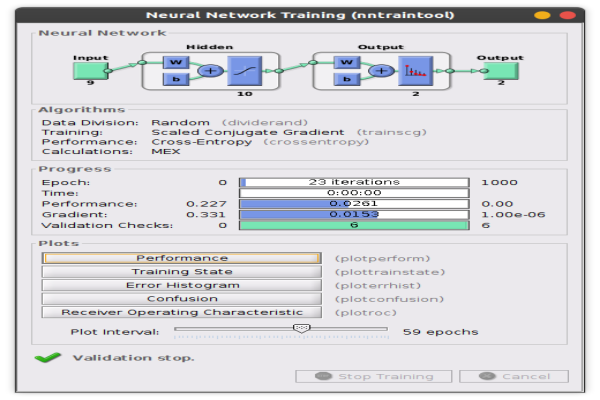 Neural Network Training (nntraintool)
Neural Network
Hidden Output
Input Output
W W
b b
9 10 2 2
Algorithms
Data Division: Random (dividerand)
Training: Scaled Conjugate Gradient (trainscg)
Performance: Cross-Entropy (crossentropy)
Calculations: MEX
Progress
Epoch: 0 23 iterations 1000
Time: 0:00:00
Performance: 0.227 0.0261 0.00
Gradient: 0.331 0.0153 1.00e-06
Validation Checks: 0 6 6
Plots
Performance (plotperform)
Training State (plottrainstate)
Error Histogram (ploterrhist)
Confusion (plotconfusion)
Receiver Operating Characteristic (plotroc)
Plot Interval: 59 epochs
Validation stop.
Stop Training Cancel